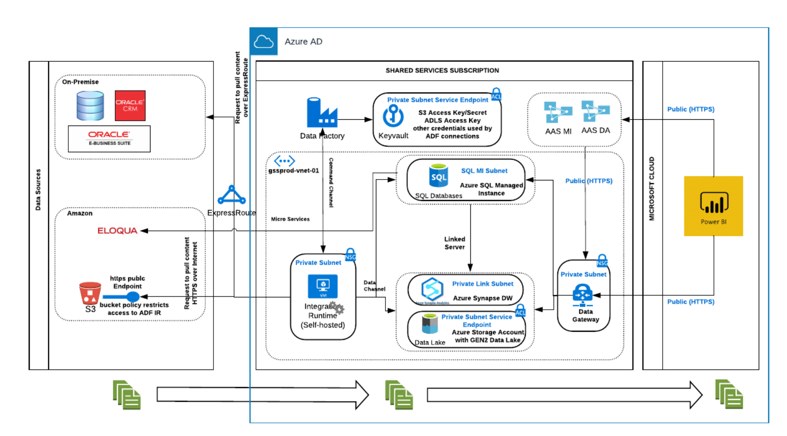 Azure AD
SHARED SERVICES SUBSCRIPTION
Data Sources
On-Premise
ORACLE
CRM
ORACLE
E-BUSINESS SUITE
Amazon
ELOQUA
https public
Endpoint
S3
bucket policy restricts
access to ADF IR
Request to pull content
over ExpressRoute
Request to pull content
HTTPS over Internet
ExpressRoute
Micro Services
Data Factory
Command Channel
Private Subnet Service Endpoint
ACL
Keyvault
S3 Access Key/Secret
ADLS Access Key
other credentials used by
ADF connections
AAS MI
AAS DA
Public (HTTPS)
gssprod-vnet-01
SQL MI Subnet
SQL
SQL Databases
Azure SQL Managed
Instance
Public (HTTPS)
Linked
Server
Private Subnet
NSG
VM
Integration
Runtime
(Self-hosted)
Data
Channel
Private Link Subnet
Azure Synapse DW
Private Subnet Service
Endpoint
ACL
Data Lake
Azure Storage Account
with GEN2 Data Lake
Private Subnet
NSG
Data
Gateway
MICROSOFT CLOUD
Power BI
Public (HTTPS)